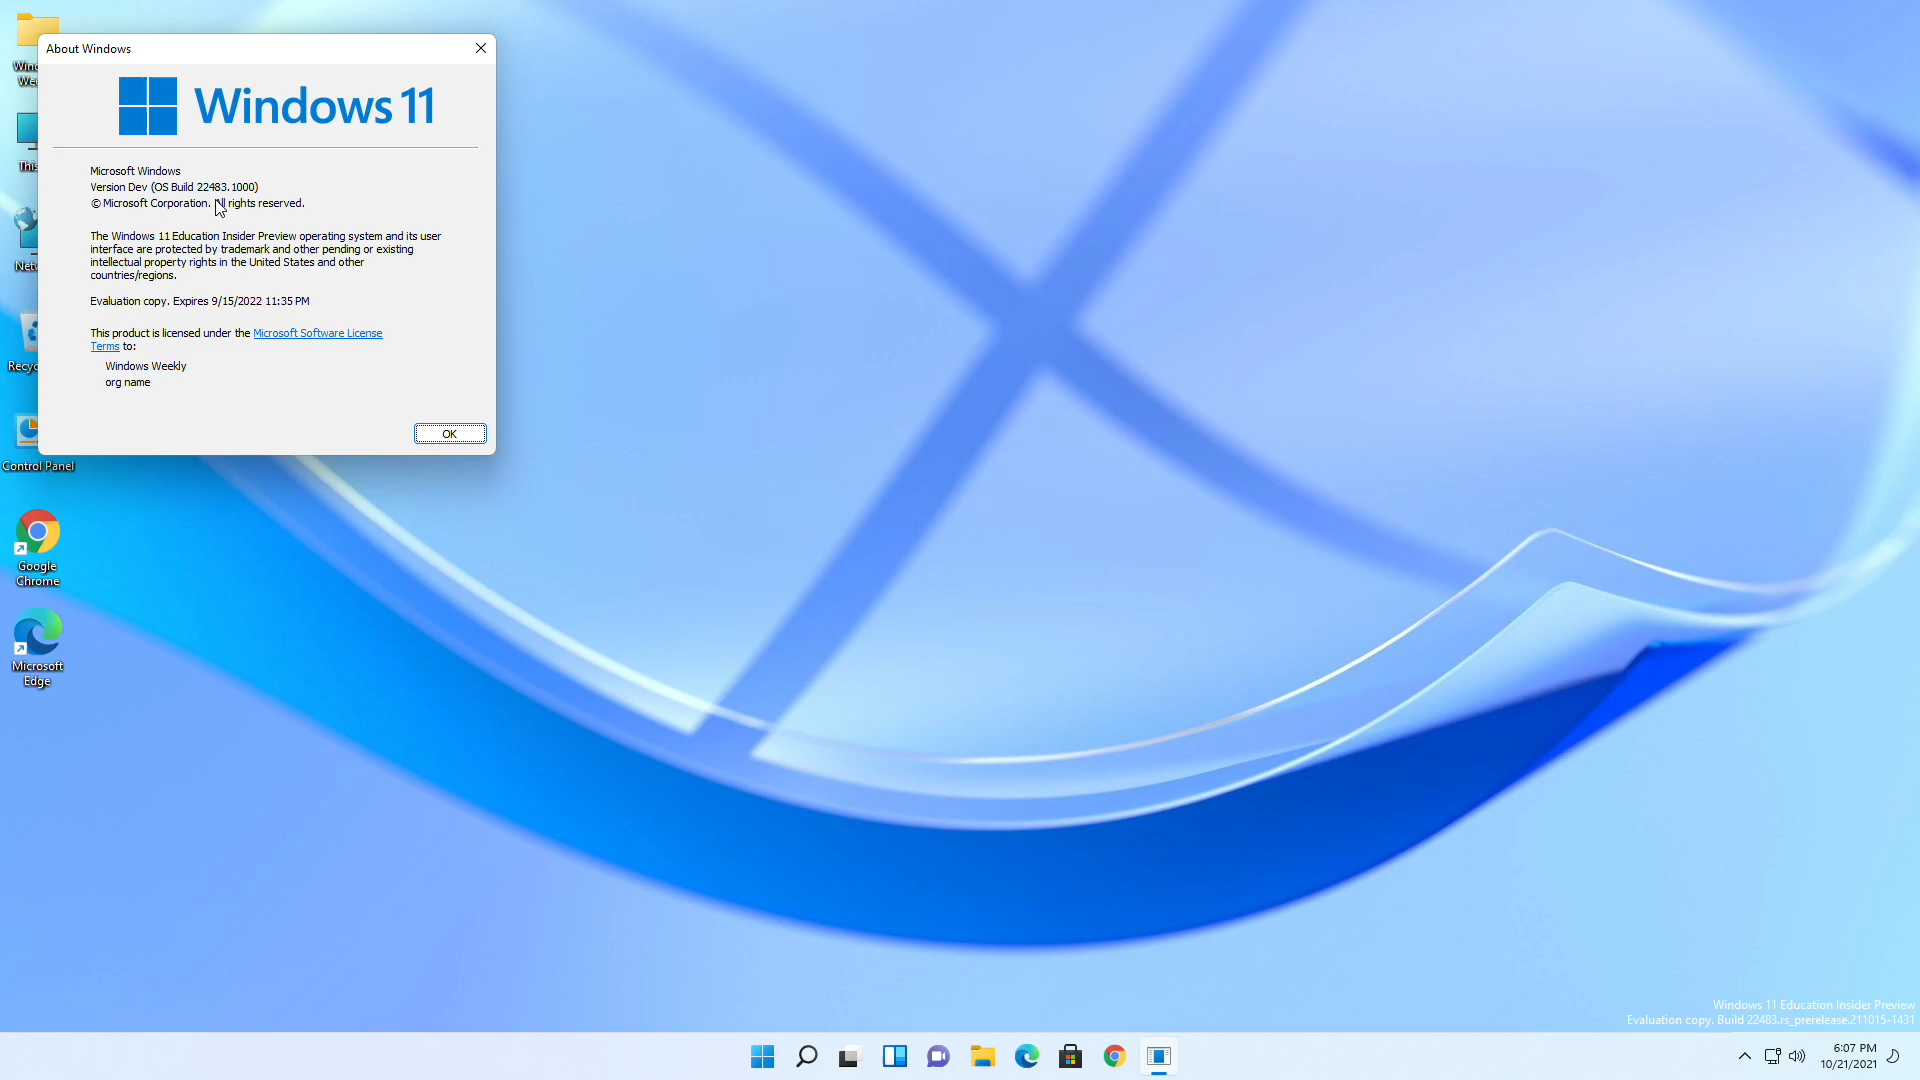 About Windows
Windows 11
Microsoft Windows
Version Dev (OS Build 22483.1000)
© Microsoft Corporation. All rights reserved.
The Windows 11 Education Insider Preview operating system and its user
interface are protected by trademark and other pending or existing
intellectual property rights in the United States and other
countries/regions.
Evaluation copy. Expires 9/15/2022 11:35 PM
This product is licensed under the Microsoft Software License
Terms to:
Windows Weekly
org name
OK
Control Panel
Google
Chrome
Microsoft
Edge
Windows 11 Education Insider Preview
Evaluation copy. Build 22483.rs_prerelease.211015-1431
6:07 PM
10/21/2021